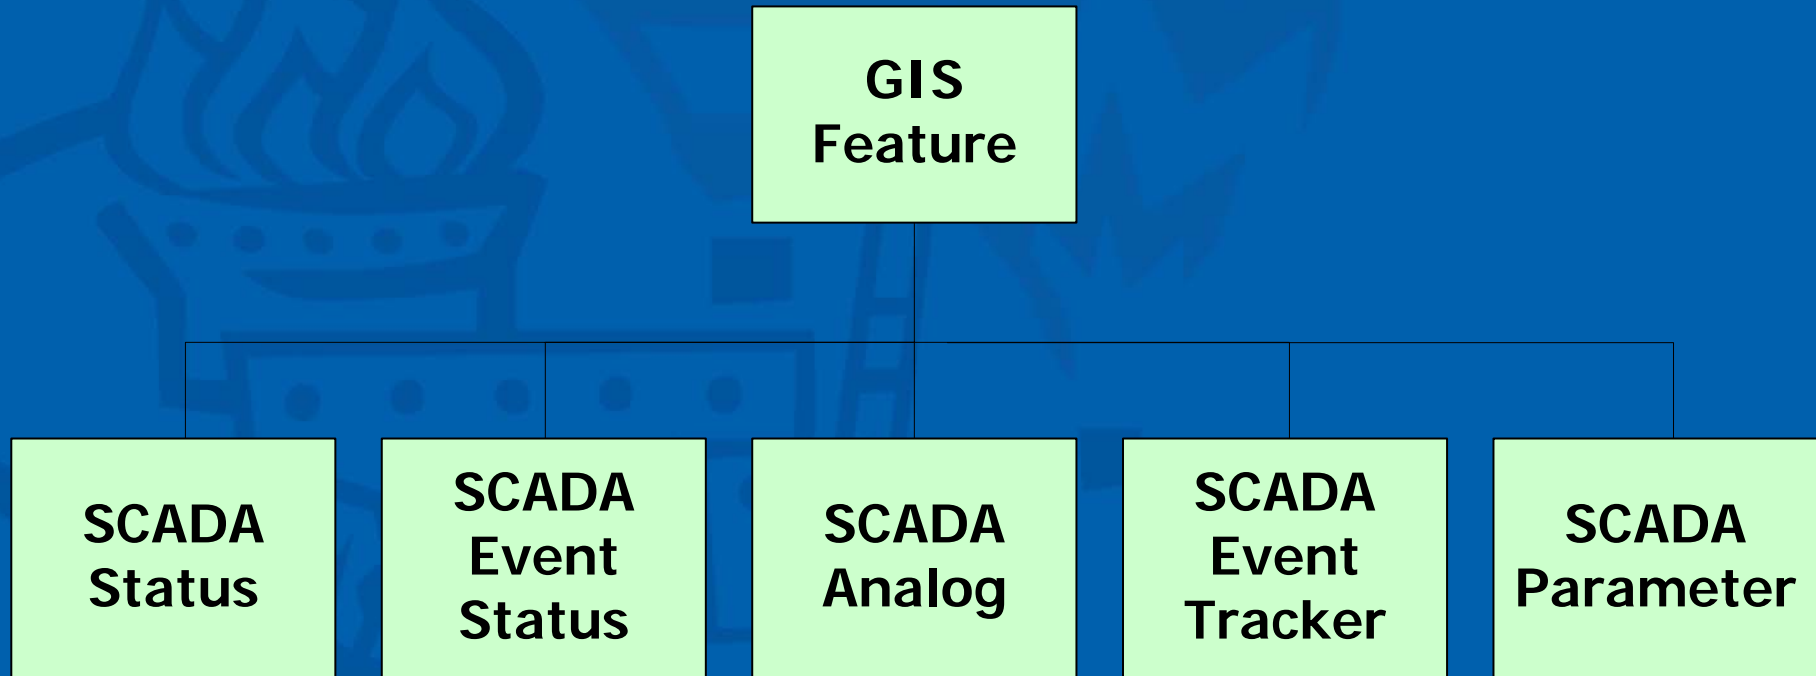 GIS
Feature
SCADA
Status
SCADA
Event
Status
SCADA
Analog
SCADA
Event
Tracker
SCADA
Parameter